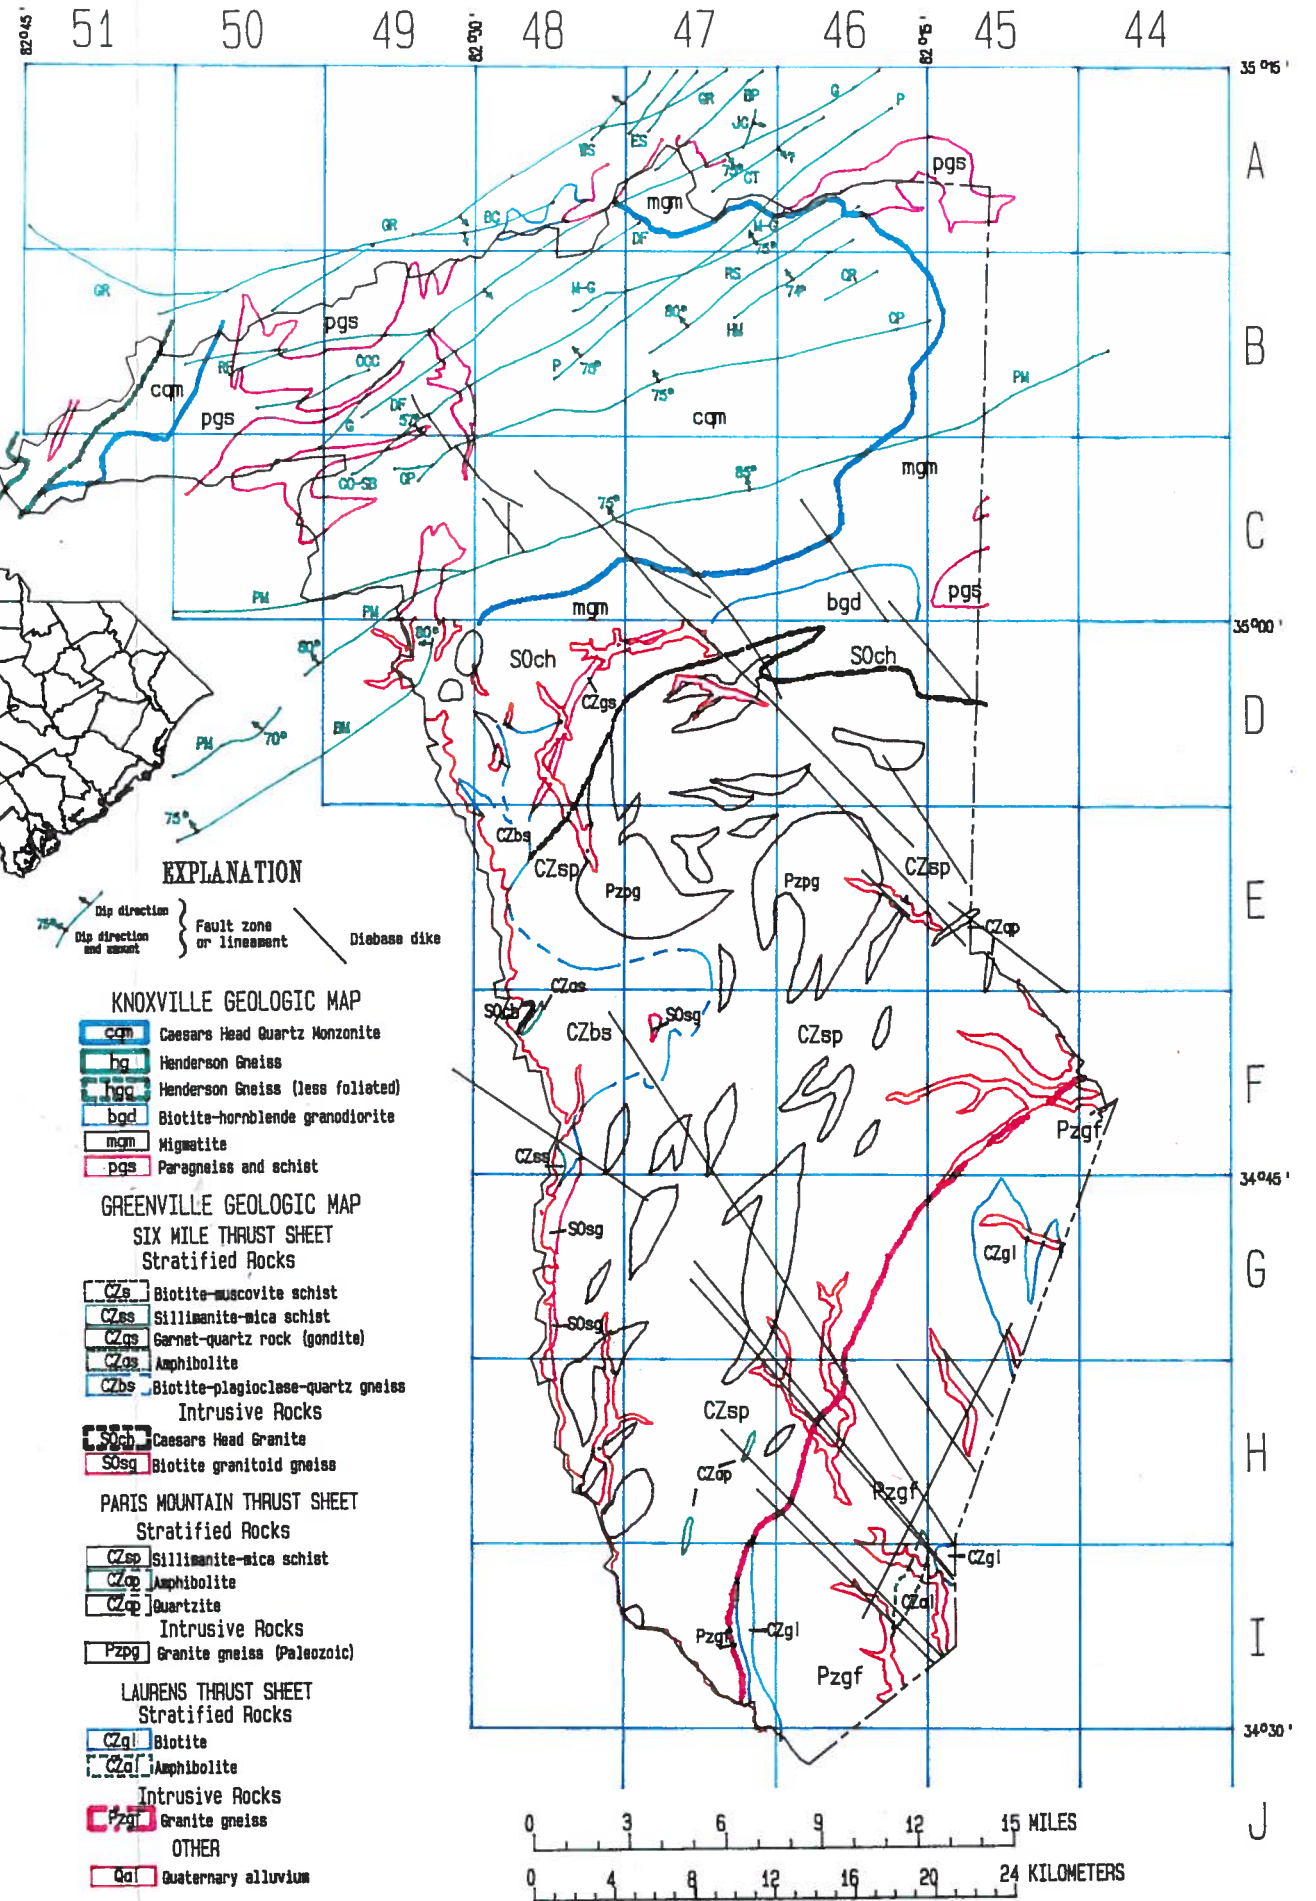 51 50 49 48 47 46 45 44
82°45' 82°30' 82°15'
35°15'
GR BP G P
JC
WS ES 75°
CT
A
pgs
mgm
GR BC DF M-G
75°
GR M-G RS 74° CR
pgs 80° HM CP
B
RF OGC P 76°
cqm 75° PM
pgs DF 57° cqm
G
mgm
CO-SB CP 85°
75°
C
PM PM mgm bgd pgs
35°00'
80° 80° SOch SOch
CZgs
D
PM 70° BM
75°
CZbs
CZsp CZsp
Pzpg Pzpg
E
CZqp
EXPLANATION
75° Dip direction
Dip direction
and amount
Fault zone
or lineament
Diabase dike
CZas
SOch CZbs SOsg CZsp
F
Pzgf
KNOXVILLE GEOLOGIC MAP
cqm Caesars Head Quartz Monzonite
hg Henderson Gneiss
hgg Henderson Gneiss (less foliated)
bgd Biotite-hornblende granodiorite
mgm Migmatite
pgs Paragneiss and schist
CZss
34°45'
GREENVILLE GEOLOGIC MAP
SIX MILE THRUST SHEET
Stratified Rocks
SOsg
CZgl
G
CZs Biotite-muscovite schist
CZss Sillimanite-mica schist
CZgs Garnet-quartz rock (gondite)
CZas Amphibolite
CZbs Biotite-plagioclase-quartz gneiss
SOsg
Intrusive Rocks
SOch Caesars Head Granite
SOsg Biotite granitoid gneiss
CZsp
CZap
H
Pzgf
PARIS MOUNTAIN THRUST SHEET
Stratified Rocks
CZsp Sillimanite-mica schist
CZap Amphibolite
CZqp Quartzite
Intrusive Rocks
Pzpg Granite gneiss (Paleozoic)
CZgl
CZal
Pzgf CZgl
I
Pzgf
LAURENS THRUST SHEET
Stratified Rocks
CZgl Biotite
CZal Amphibolite
34°30'
Intrusive Rocks
Pzgf Granite gneiss
OTHER
Qal Quaternary alluvium
J
0 3 6 9 12 15 MILES
0 4 8 12 16 20 24 KILOMETERS